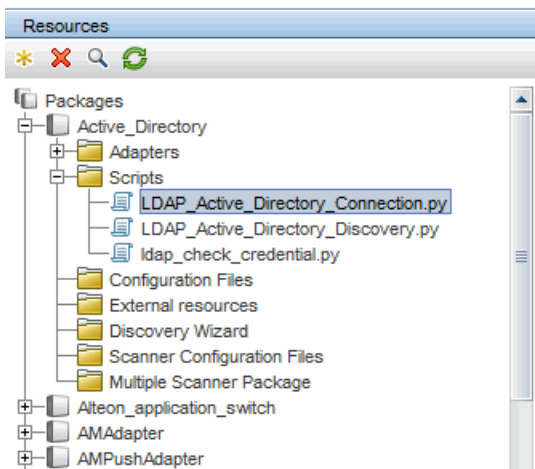 Resources
Packages
Active_Directory
Adapters
Scripts
LDAP_Active_Directory_Connection.py
LDAP_Active_Directory_Discovery.py
ldap_check_credential.py
Configuration Files
External resources
Discovery Wizard
Scanner Configuration Files
Multiple Scanner Package
Alteon_application_switch
AMAdapter
AMPushAdapter